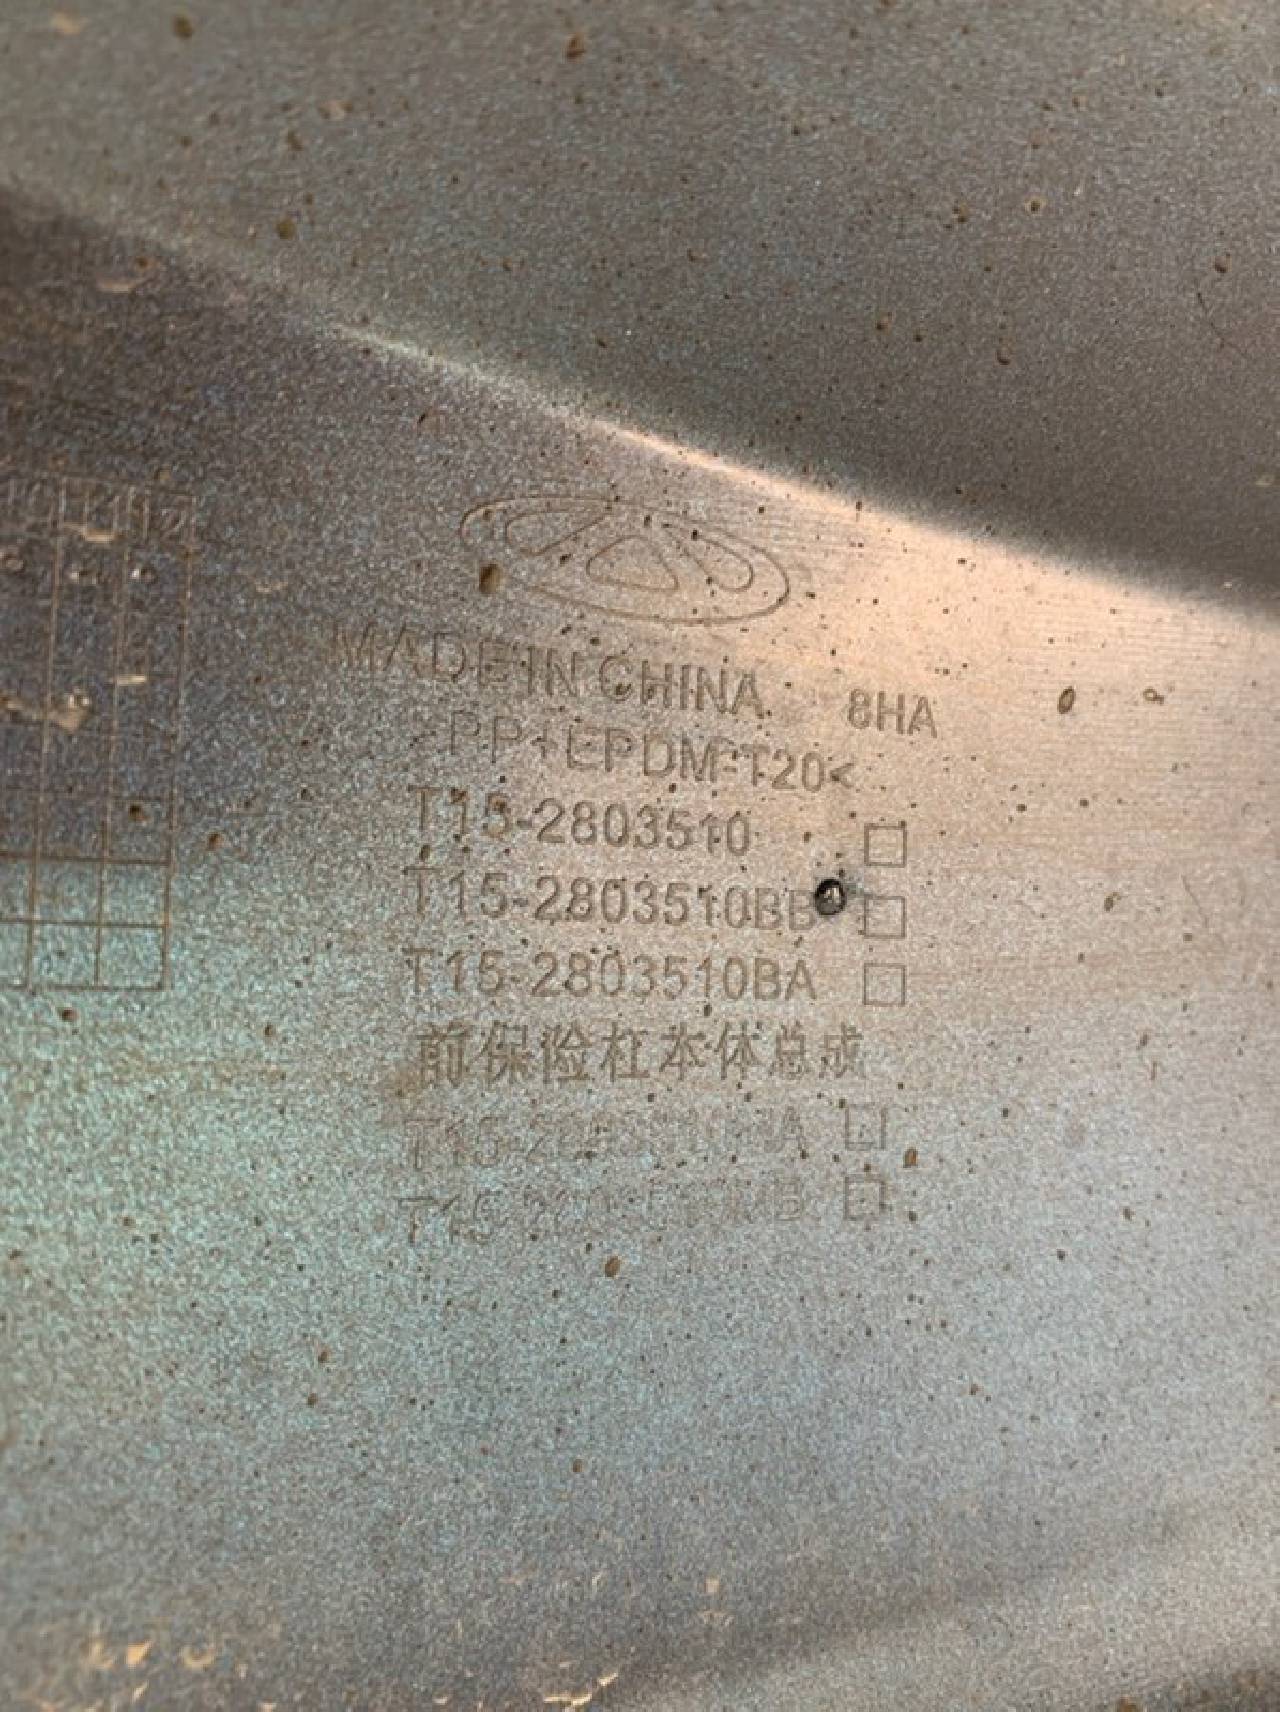 MADE IN CHINA 8HA
PP+EPDM-T20<
T15-2803510 □
T15-2803510BB □
T15-2803510BA □
前保险杠本体总成